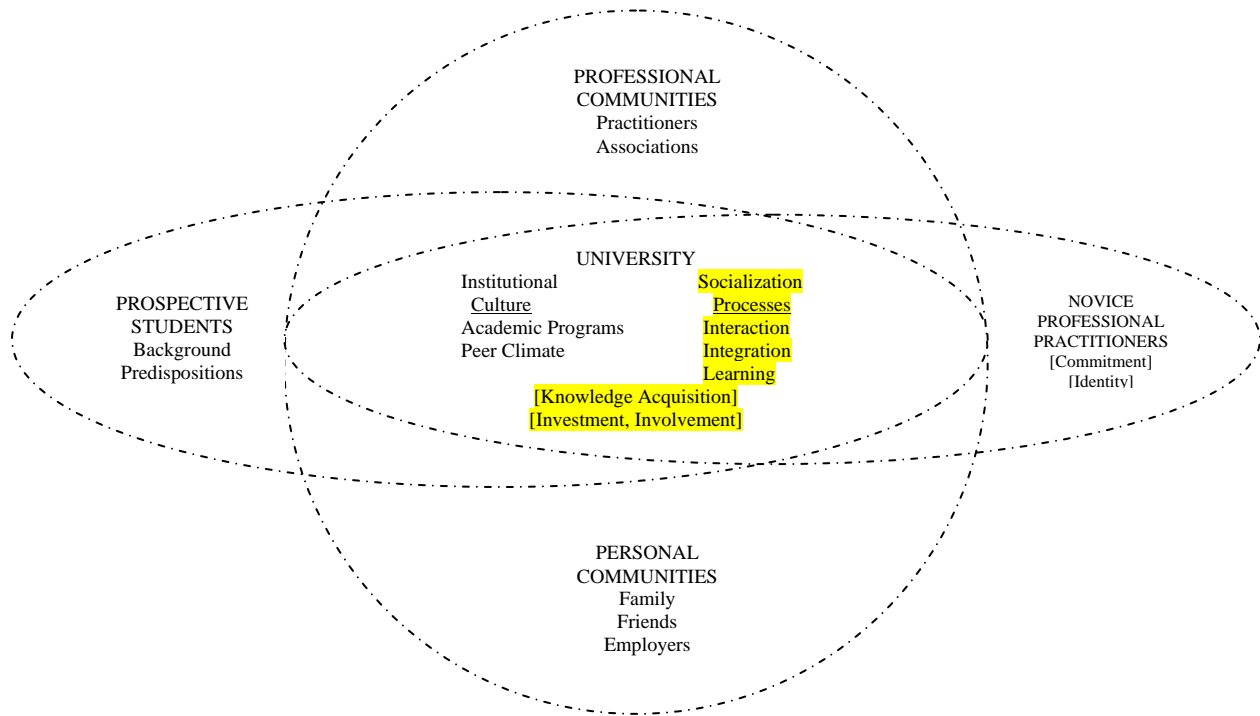 PROFESSIONAL
COMMUNITIES
Practitioners
Associations
UNIVERSITY
Institutional
Culture
Academic Programs
Peer Climate
Socialization
Processes
Interaction
Integration
Learning
[Knowledge Acquisition]
[Investment, Involvement]
PROSPECTIVE
STUDENTS
Background
Predispositions
NOVICE
PROFESSIONAL
PRACTITIONERS
[Commitment]
[Identity]
PERSONAL
COMMUNITIES
Family
Friends
Employers